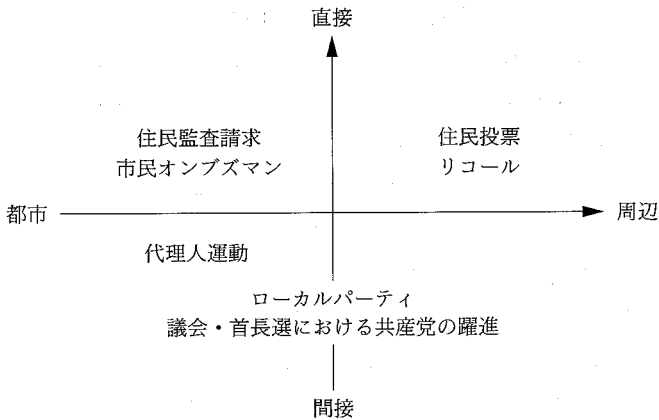 直接
住民監査請求
市民オンブズマン
住民投票
リコール
都市
周辺
代理人運動
ローカルパーティ
議会・首長選における共産党の躍進
間接